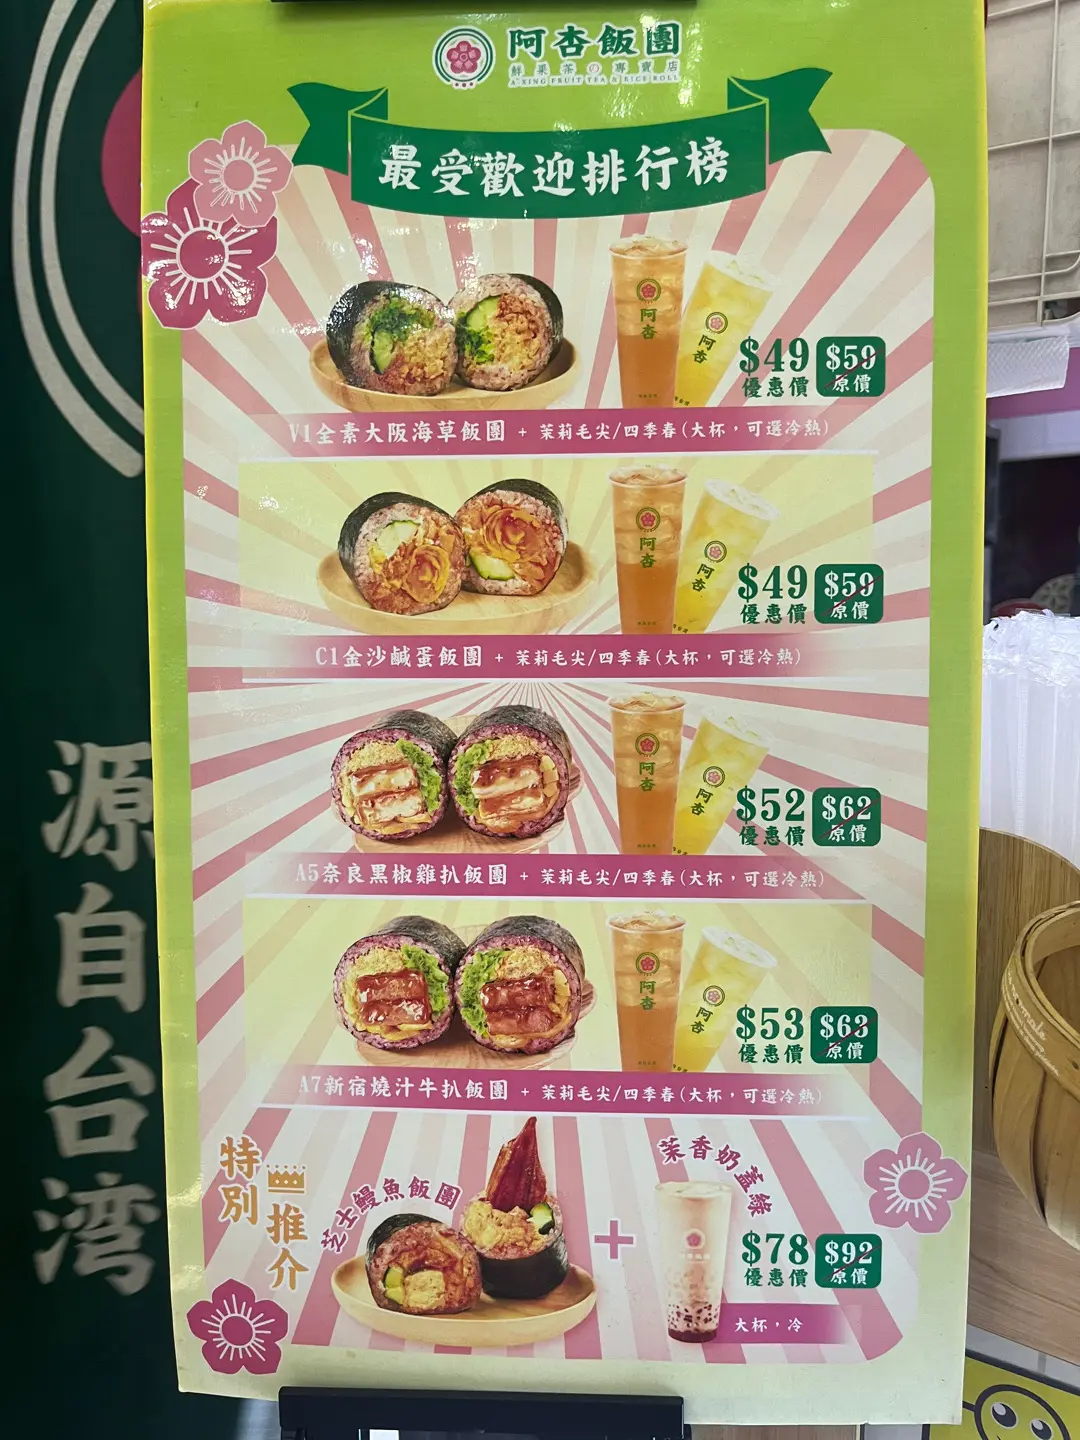 阿杏飯團
鮮果茶の專賣店
A XING FRUIT TEA & RICE ROLL
最受歡迎排行榜
阿杏
阿杏
$49
優惠價
$59
原價
V1全素大阪海草飯團 + 茉莉毛尖/四季春(大杯，可選冷熱)
阿杏
阿杏
$49
優惠價
$59
原價
C1金沙鹹蛋飯團 + 茉莉毛尖/四季春(大杯，可選冷熱)
阿杏
阿杏
$52
優惠價
$62
原價
A5奈良黑椒雞扒飯團 + 茉莉毛尖/四季春(大杯，可選冷熱)
阿杏
阿杏
$53
優惠價
$63
原價
A7新宿燒汁牛扒飯團 + 茉莉毛尖/四季春(大杯，可選冷熱)
特別推介
芝士鰻魚飯團
+
茉香奶蓋綠
$78
優惠價
$92
原價
大杯，冷
源自台湾